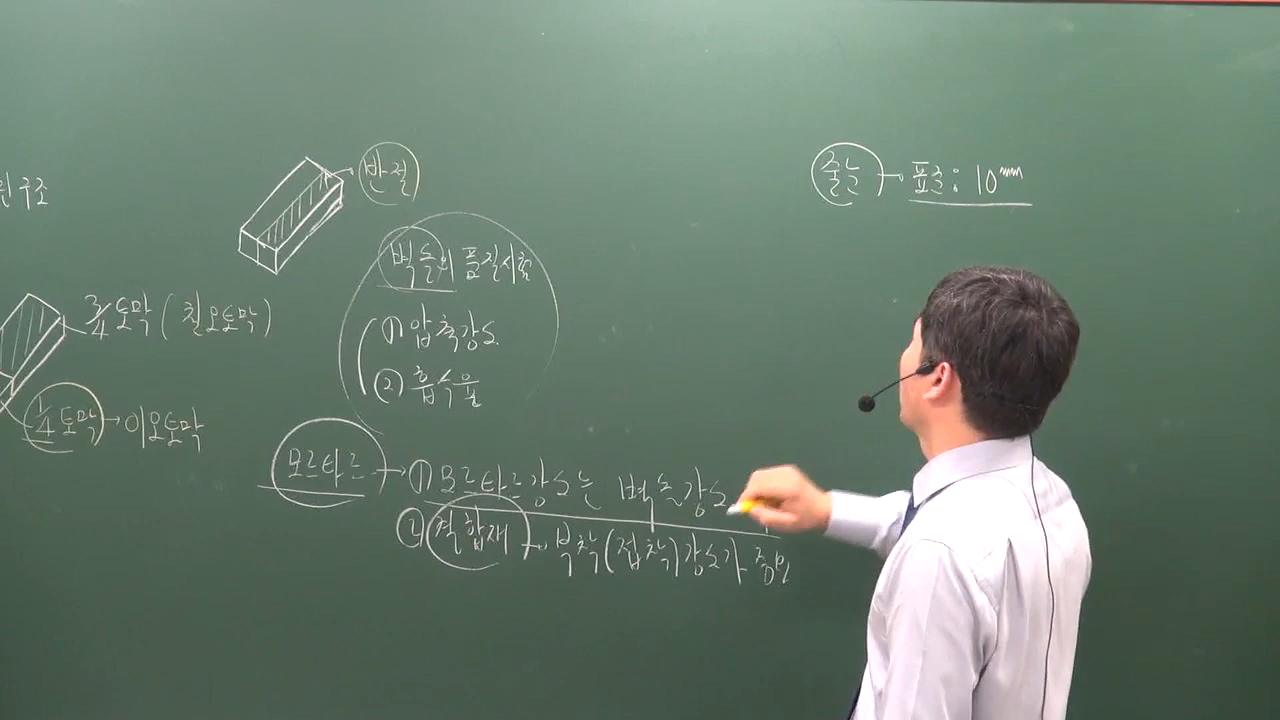 구조
반절
벽돌의 품질시험
① 압축강도
② 흡수율
3/4 토막 (칠오토막)
1/4 토막 → 이오토막
모르타르 → ① 모르타르강도는 벽돌강도
② 결합재 → 부착(접착)강도가 중요
줄눈 → 표준: 10mm